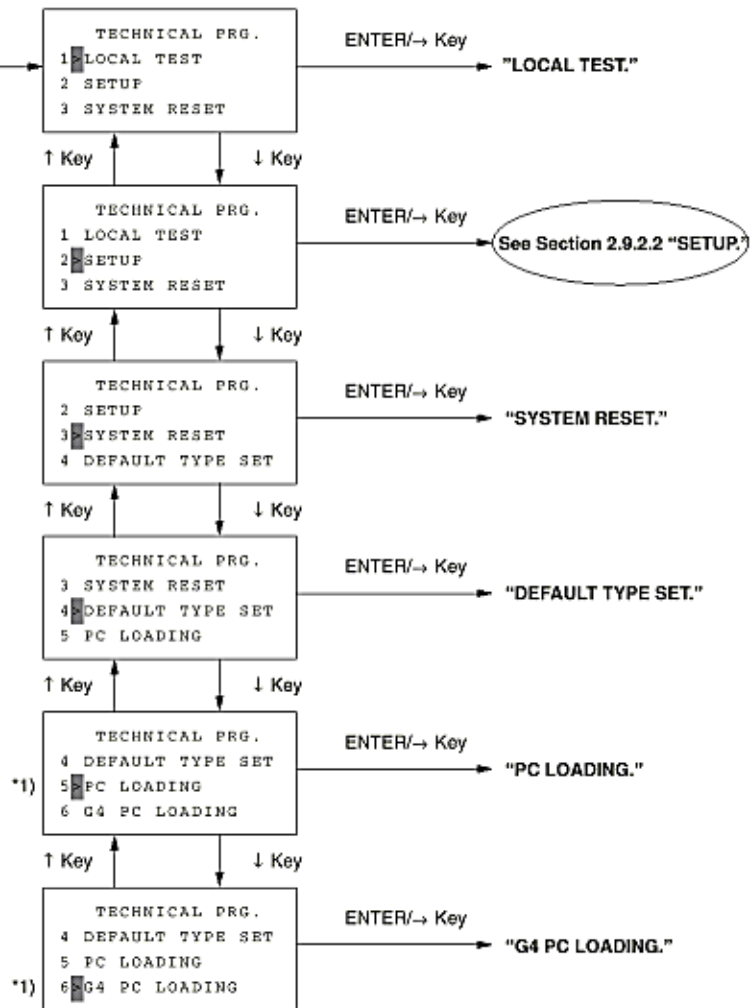 TECHNICAL PRG.
1>LOCAL TEST
2 SETUP
3 SYSTEM RESET
ENTER/→ Key
"LOCAL TEST."
↑ Key
↓ Key
TECHNICAL PRG.
1 LOCAL TEST
2>SETUP
3 SYSTEM RESET
ENTER/→ Key
See Section 2.9.2.2 "SETUP."
↑ Key
↓ Key
TECHNICAL PRG.
2 SETUP
3>SYSTEM RESET
4 DEFAULT TYPE SET
ENTER/→ Key
"SYSTEM RESET."
↑ Key
↓ Key
TECHNICAL PRG.
3 SYSTEM RESET
4>DEFAULT TYPE SET
5 PC LOADING
ENTER/→ Key
"DEFAULT TYPE SET."
↑ Key
↓ Key
TECHNICAL PRG.
4 DEFAULT TYPE SET
*1) 5>PC LOADING
6 G4 PC LOADING
ENTER/→ Key
"PC LOADING."
↑ Key
↓ Key
TECHNICAL PRG.
4 DEFAULT TYPE SET
5 PC LOADING
*1) 6>G4 PC LOADING
ENTER/→ Key
"G4 PC LOADING."